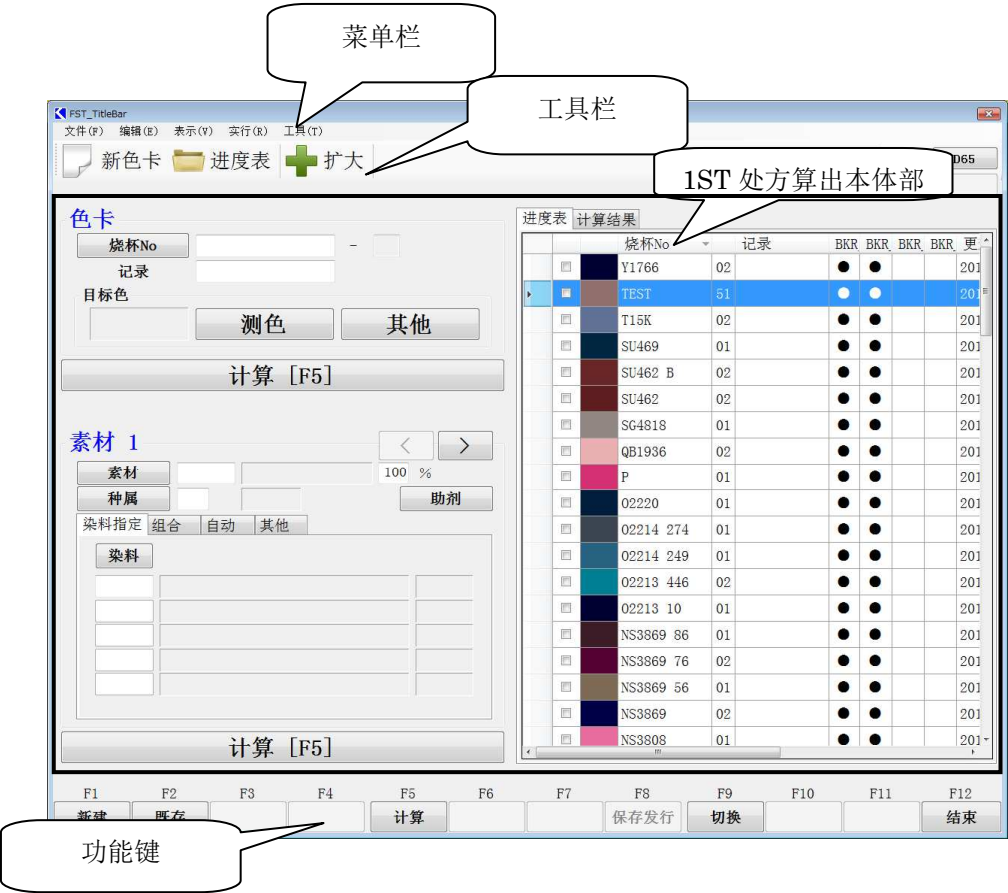 菜单栏
工具栏
FST_TitleBar
文件(F) 编辑(E) 表示(V) 实行(R) 工具(T)
新色卡 进度表 扩大
D65
1ST 处方算出本体部
色卡
烧杯No -
记录
目标色
测色 其他
计算 [F5]
素材 1
< >
素材 100 %
种属 助剂
染料指定 组合 自动 其他
染料
计算 [F5]
进度表 计算结果
烧杯No 记录 BKR BKR BKR BKR 更
Y1766 02 ● ● 201
TEST 51 ● ● 201
T15K 02 ● ● 201
SU469 01 ● ● 201
SU462 B 02 ● ● 201
SU462 02 ● ● 201
SG4818 01 ● ● 201
QB1936 02 ● ● 201
P 01 ● ● 201
O2220 01 ● ● 201
O2214 274 01 ● ● 201
O2214 249 01 ● ● 201
O2213 446 02 ● ● 201
O2213 10 01 ● ● 201
NS3869 86 01 ● ● 201
NS3869 76 02 ● ● 201
NS3869 56 01 ● ● 201
NS3869 02 ● ● 201
NS3808 01 ● ● 201
F1 F2 F3 F4 F5 F6 F7 F8 F9 F10 F11 F12
新建 既存 计算 保存发行 切换 结束
功能键